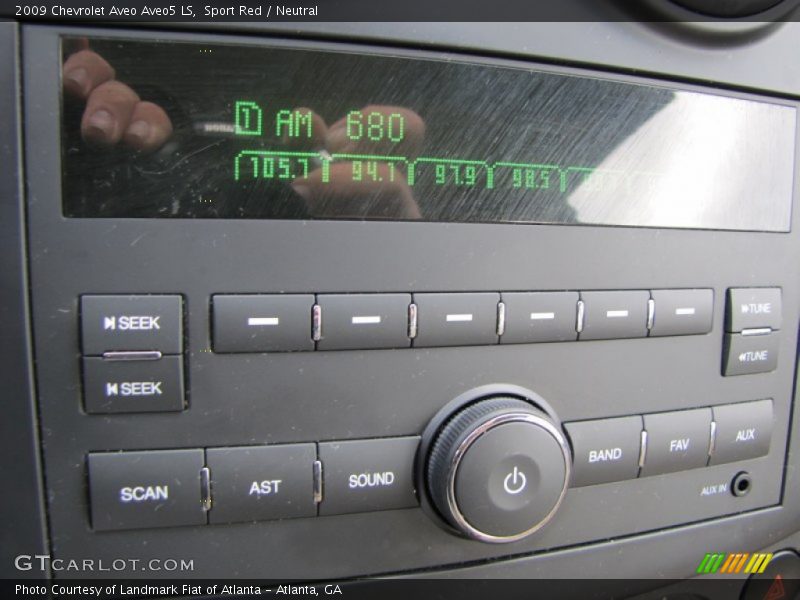 2009 Chevrolet Aveo Aveo5 LS, Sport Red / Neutral
1 AM 680
105.7 94.1 97.9 98.5
SEEK
TUNE
SEEK
TUNE
SCAN AST SOUND BAND FAV AUX
AUX IN
GTCARLOT.COM
Photo Courtesy of Landmark Fiat of Atlanta - Atlanta, GA